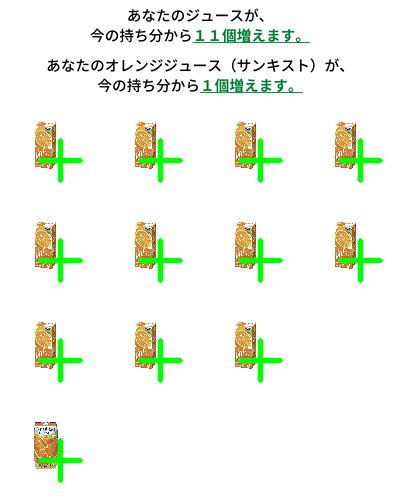 あなたのジュースが、
今の持ち分から１１個増えます。
あなたのオレンジジュース（サンキスト）が、
今の持ち分から１個増えます。